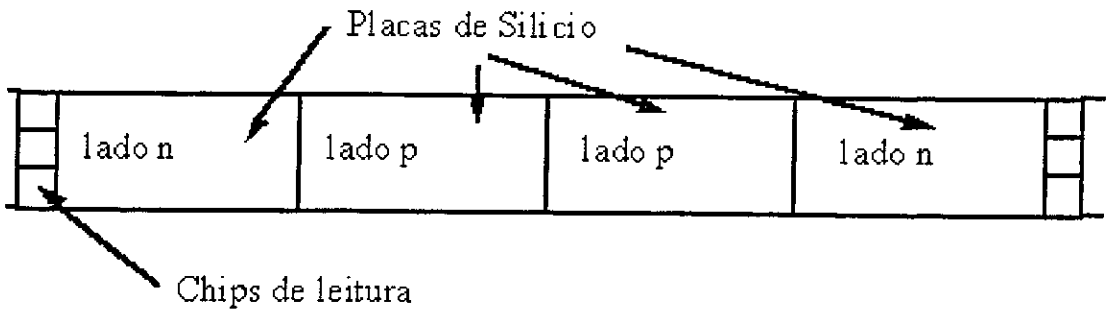 Placas de Silicio
lado n lado p lado p lado n
Chips de leitura